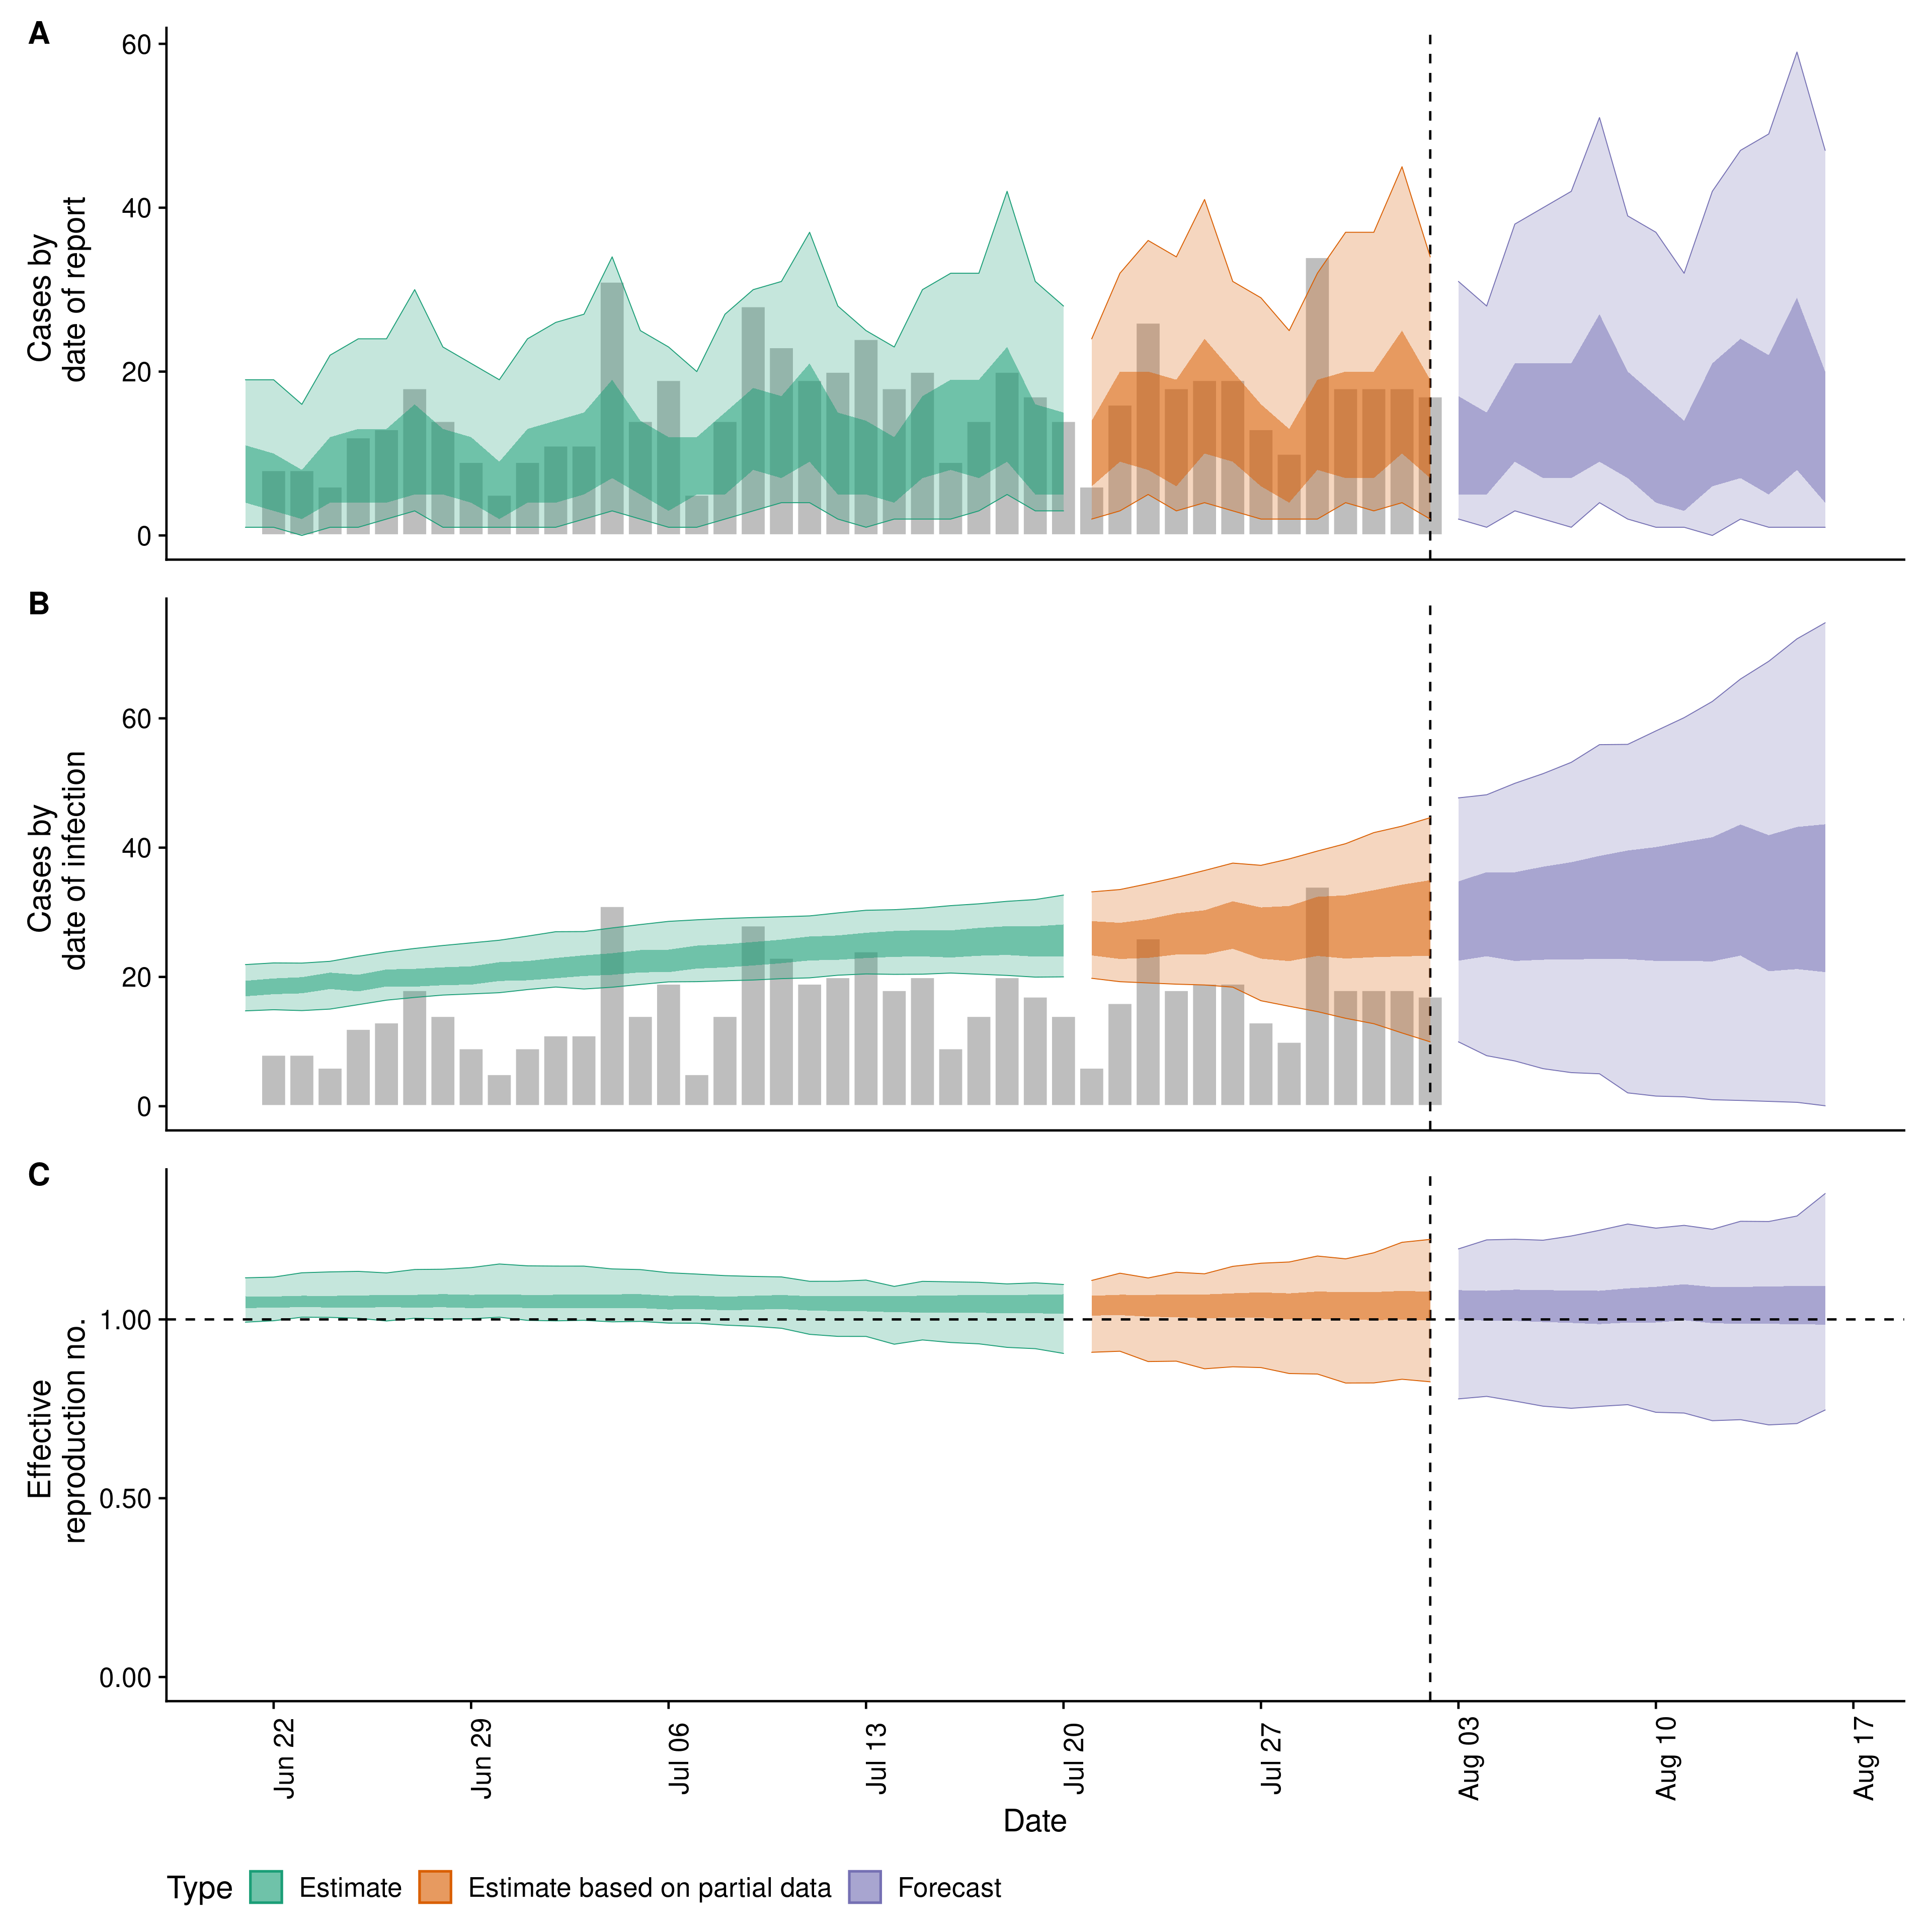 A
60
40
20
0
Cases by
date of report
B
60
40
20
0
Cases by
date of infection
C
1.00
0.50
0.00
Effective
reproduction no.
Jun 22
Jun 29
Jul 06
Jul 13
Jul 20
Jul 27
Aug 03
Aug 10
Aug 17
Date
Type Estimate Estimate based on partial data Forecast